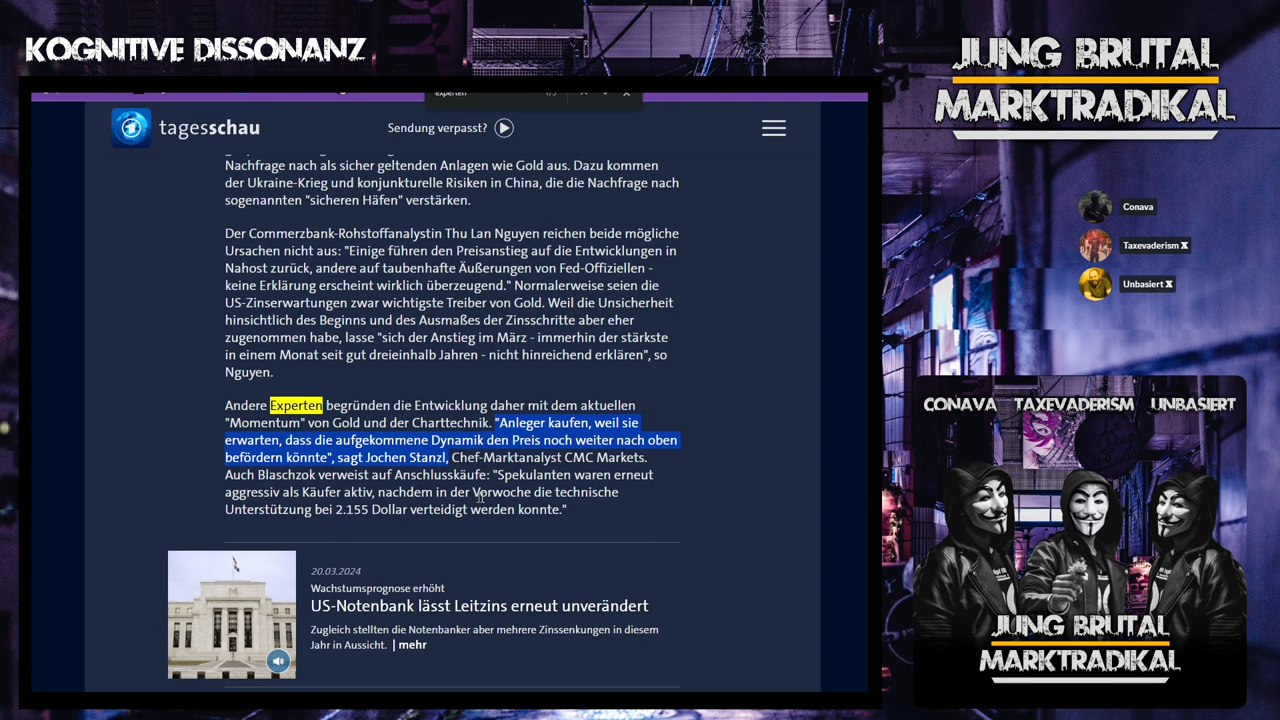 KOGNITIVE DISSONANZ
JUNG BRUTAL
MARKTRADIKAL
experten
tagesschau
Sendung verpasst?
Nachfrage nach als sicher geltenden Anlagen wie Gold aus. Dazu kommen
der Ukraine-Krieg und konjunkturelle Risiken in China, die die Nachfrage nach
sogenannten "sicheren Häfen" verstärken.
Der Commerzbank-Rohstoffanalystin Thu Lan Nguyen reichen beide mögliche
Ursachen nicht aus: "Einige führen den Preisanstieg auf die Entwicklungen in
Nahost zurück, andere auf taubenhafte Äußerungen von Fed-Offiziellen -
keine Erklärung erscheint wirklich überzeugend." Normalerweise seien die
US-Zinserwartungen zwar wichtigste Treiber von Gold. Weil die Unsicherheit
hinsichtlich des Beginns und des Ausmaßes der Zinsschritte aber eher
zugenommen habe, lasse "sich der Anstieg im März - immerhin der stärkste
in einem Monat seit gut dreieinhalb Jahren - nicht hinreichend erklären", so
Nguyen.
Andere Experten begründen die Entwicklung daher mit dem aktuellen
"Momentum" von Gold und der Charttechnik. "Anleger kaufen, weil sie
erwarten, dass die aufgekommene Dynamik den Preis noch weiter nach oben
befördern könnte", sagt Jochen Stanzl, Chef-Marktanalyst CMC Markets.
Auch Blaschzok verweist auf Anschlusskäufe: "Spekulanten waren erneut
aggressiv als Käufer aktiv, nachdem in der Vorwoche die technische
Unterstützung bei 2.155 Dollar verteidigt werden konnte."
20.03.2024
Wachstumsprognose erhöht
US-Notenbank lässt Leitzins erneut unverändert
Zugleich stellten die Notenbanker aber mehrere Zinssenkungen in diesem
Jahr in Aussicht. | mehr
Conava
Taxevaderism X
Unbasiert X
CONAVA TAXEVADERISM UNBASIERT
JUNG BRUTAL
MARKTRADIKAL